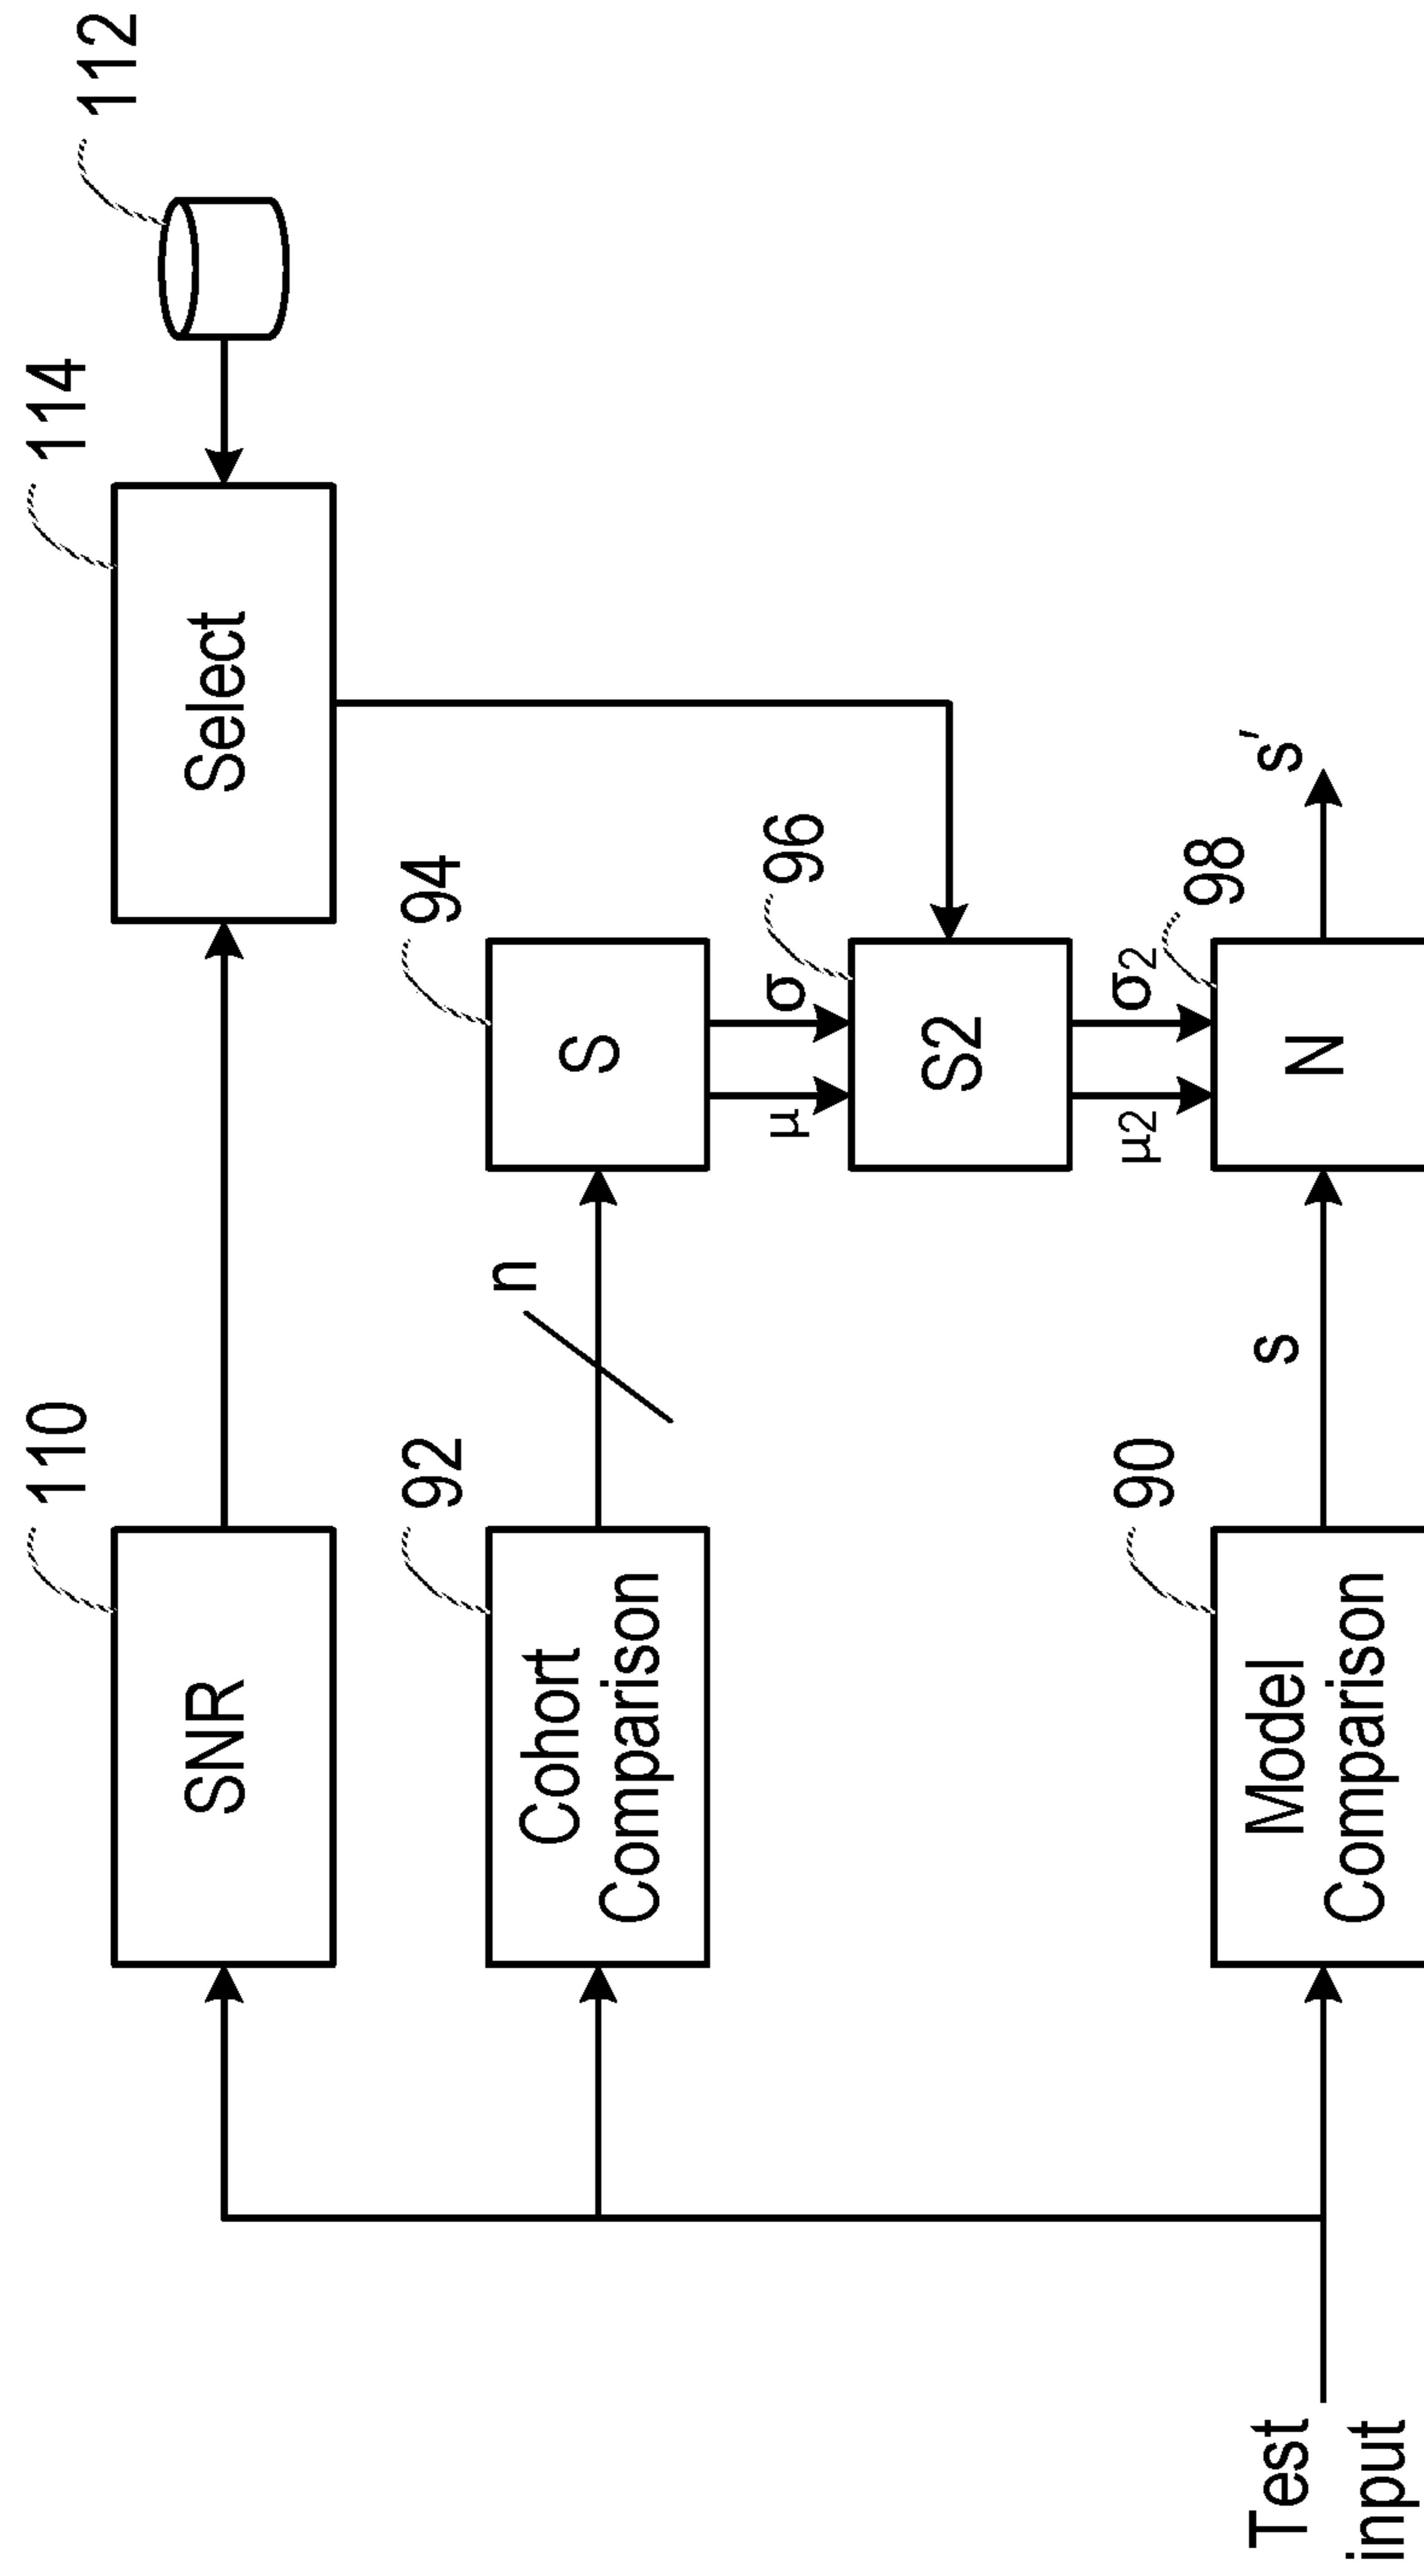 110
SNR
114
Select
112
92
Cohort
Comparison
n
94
S
μ
σ
96
S2
μ2
σ2
90
Model
Comparison
s
98
N
s'
Test
input